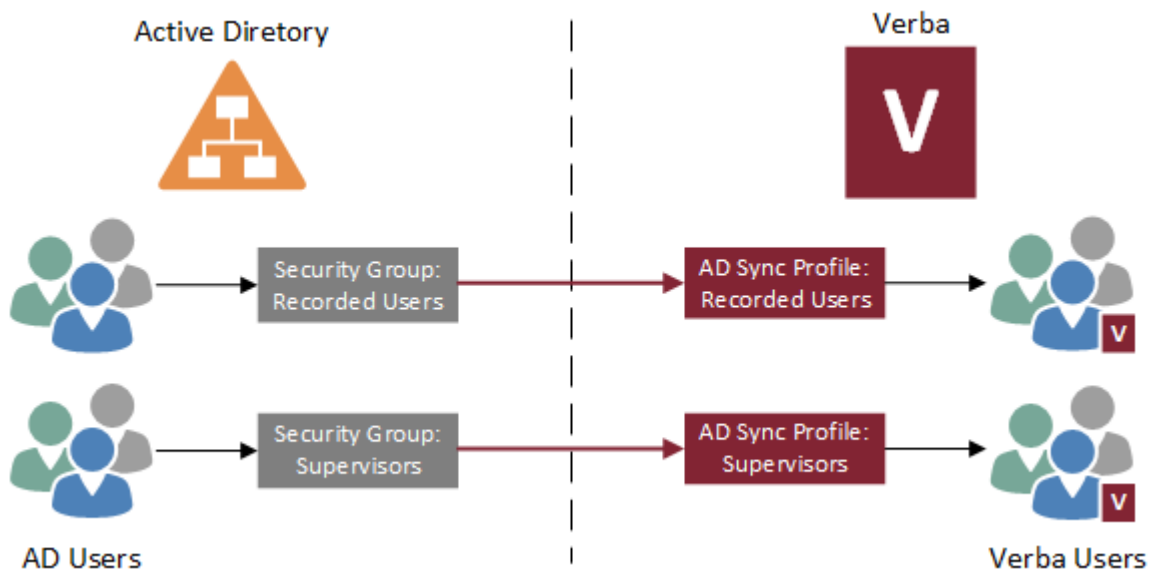 Active Diretory
Verba
V
Security Group:
Recorded Users
AD Sync Profile:
Recorded Users
V
Security Group:
Supervisors
AD Sync Profile:
Supervisors
V
AD Users
Verba Users